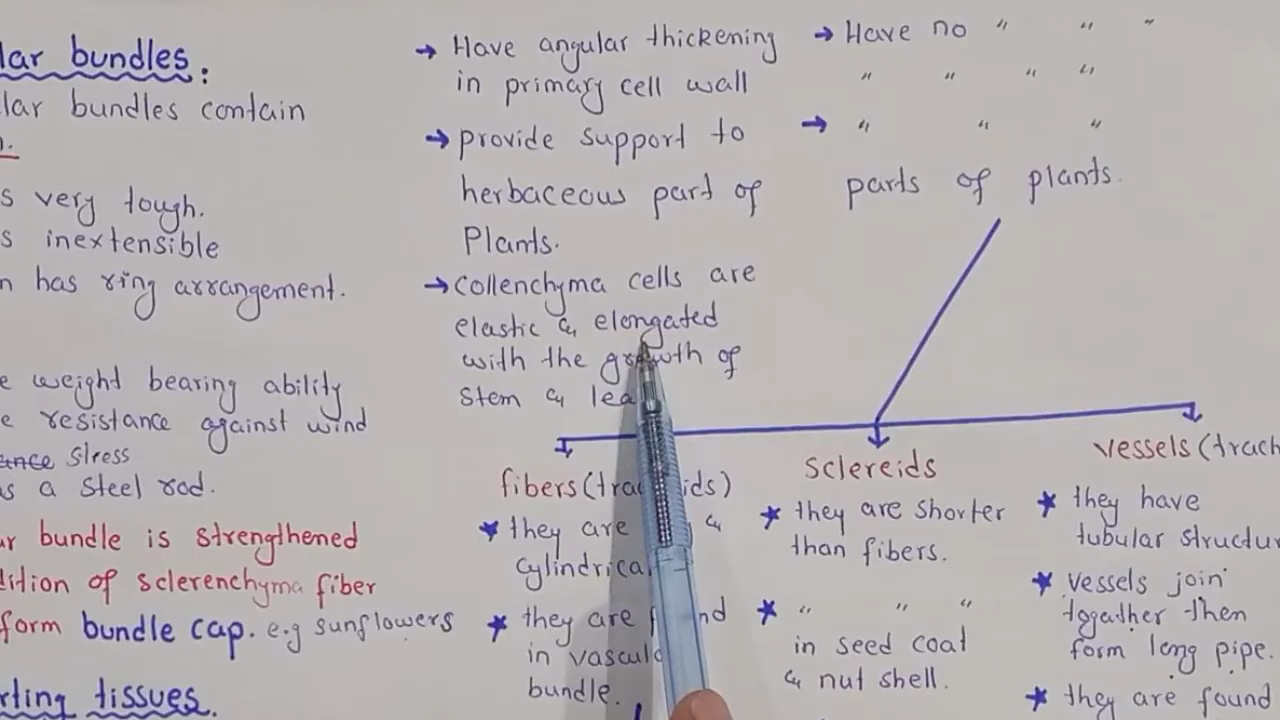 lar bundles:
lar bundles contain
s very tough.
s inextensible
n has ring arrangement.
e weight bearing ability
e resistance against wind
stress
as a steel rod.
ar bundle is strengthened
dition of sclerenchyma fiber
form bundle cap. e.g sunflowers
rting tissues.
→ Have angular thickening
in primary cell wall
→ provide support to
herbaceous part of
Plants.
→ collenchyma cells are
elastic & elongated
with the growth of
stem & lea
→ Have no " " "
" " " "
→ " " "
parts of plants.
fibers (tra ids)
* they are &
cylindrica
* they are f nd
in vascul
bundle.
sclereids
* they are shorter
than fibers.
* " " "
in seed coat
& nut shell.
vessels (trach
* they have
tubular structur
* vessels join
together then
form long pipe.
* they are found